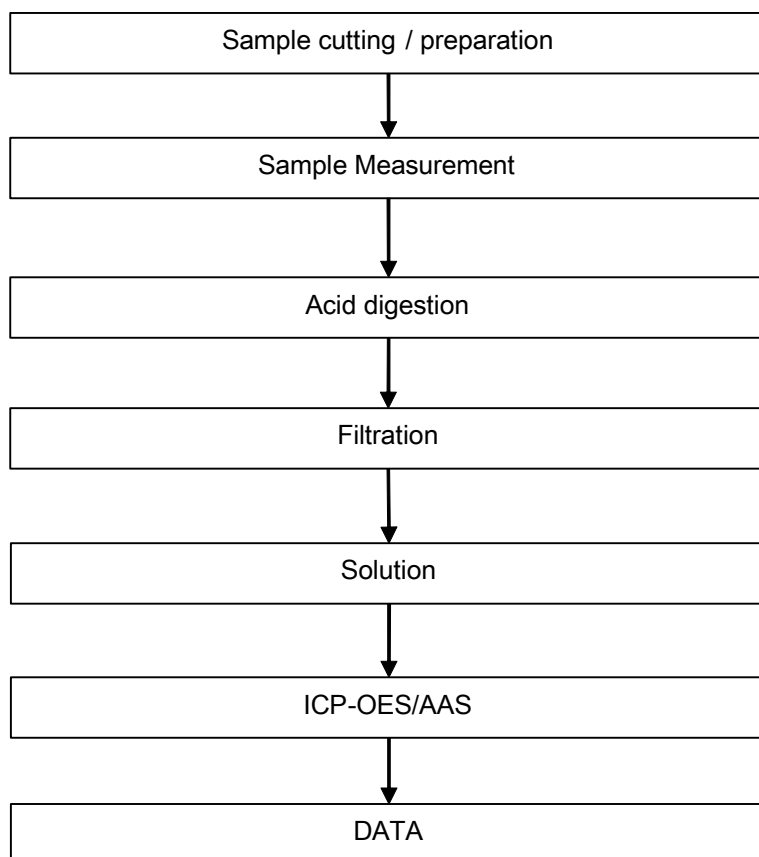 Sample cutting / preparation
Sample Measurement
Acid digestion
Filtration
Solution
ICP-OES/AAS
DATA